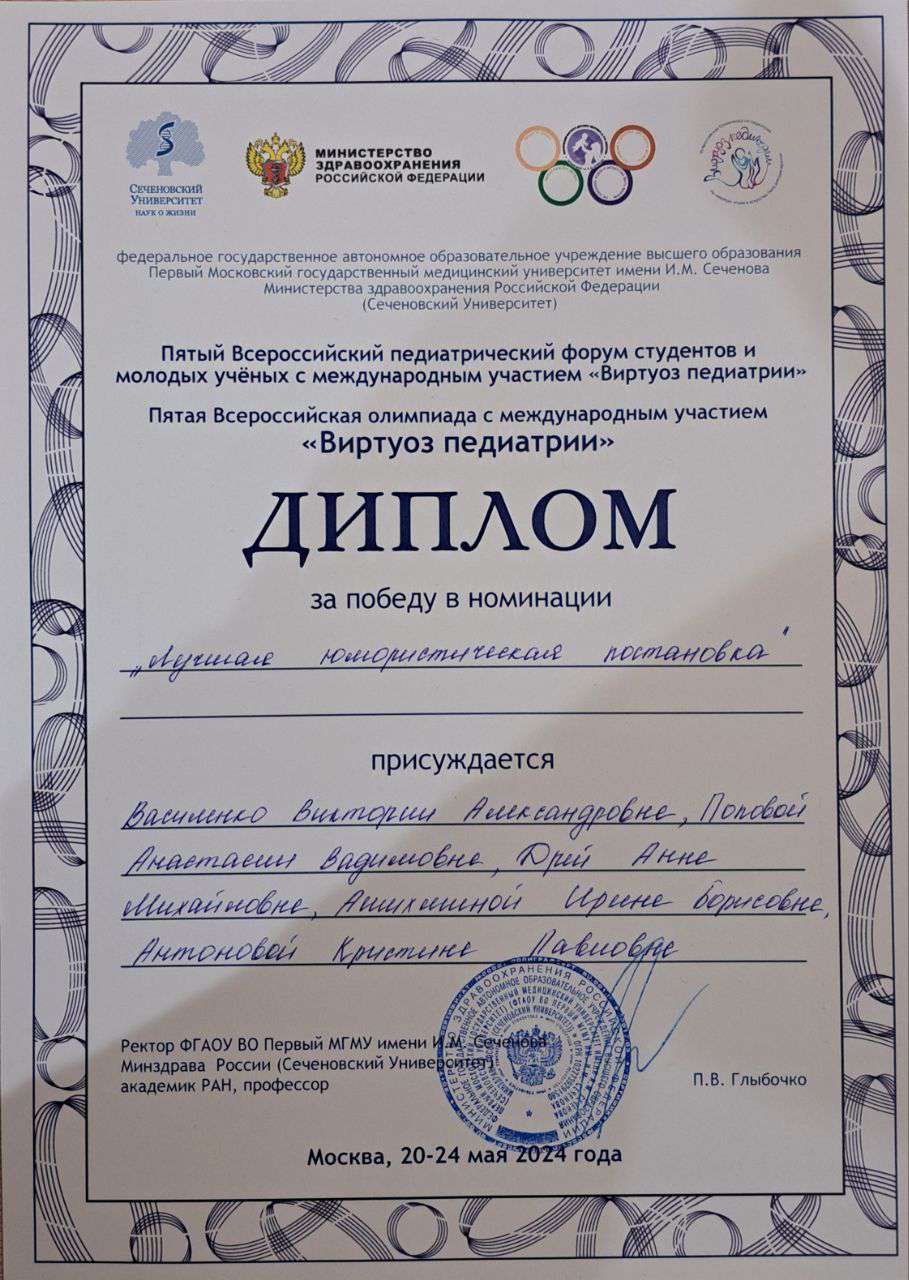 Сеченовский
Университет
наук о жизни
МИНИСТЕРСТВО
ЗДРАВООХРАНЕНИЯ
РОССИЙСКОЙ ФЕДЕРАЦИИ
федеральное государственное автономное образовательное учреждение высшего образования
Первый Московский государственный медицинский университет имени И.М. Сеченова
Министерства здравоохранения Российской Федерации
(Сеченовский Университет)
Пятый Всероссийский педиатрический форум студентов и
молодых учёных с международным участием «Виртуоз педиатрии»
Пятая Всероссийская олимпиада с международным участием
«Виртуоз педиатрии»
ДИПЛОМ
за победу в номинации
„Лучшая юмористическая постановка"
присуждается
Василенко Виктории Александровне, Поповой
Анастасии Вадимовне, Дрей Анне
Михайловне, Ирине Борисовне,
Антоновой Кристине Павловне
Ректор ФГАОУ ВО Первый МГМУ имени И.М. Сеченова
Минздрава России (Сеченовский Университет)
академик РАН, профессор
П.В. Глыбочко
Москва, 20-24 мая 2024 года